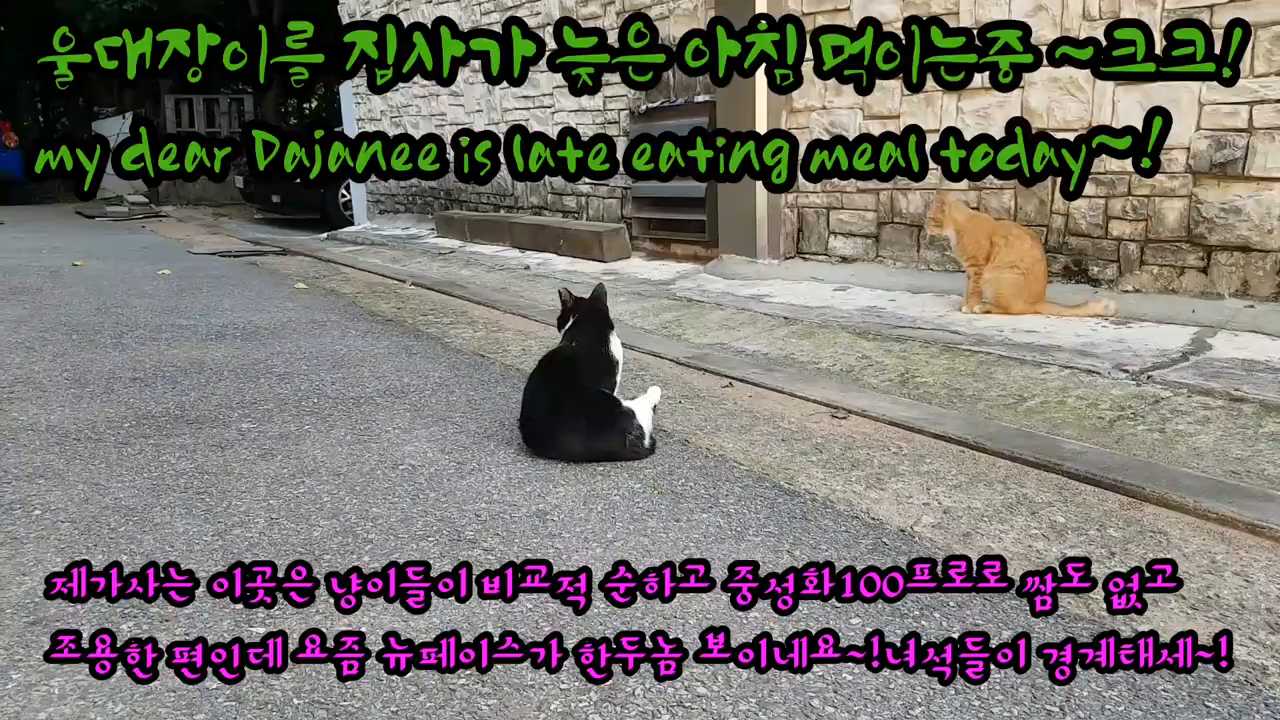 울대장이를 집사가 늦은 아침 먹이는중 ~크크!
my dear Dajanee is late eating meal today~!
제가사는 이곳은 냥이들이 비교적 순하고 중성화100프로로 쌈도 없고
조용한 편인데 요즘 뉴페이스가 한두놈 보이네요~!녀석들이 경계태세~!